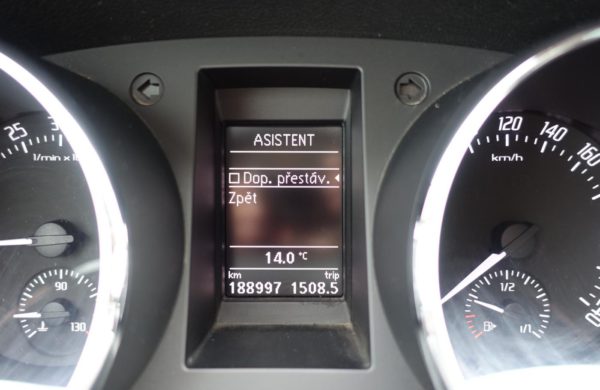 ASISTENT
Dop. přestáv.
Zpět
14.0 °C
km trip
188997 1508.5
25
1/min x
90
130
120
140
160
km/h
1/2
1/1